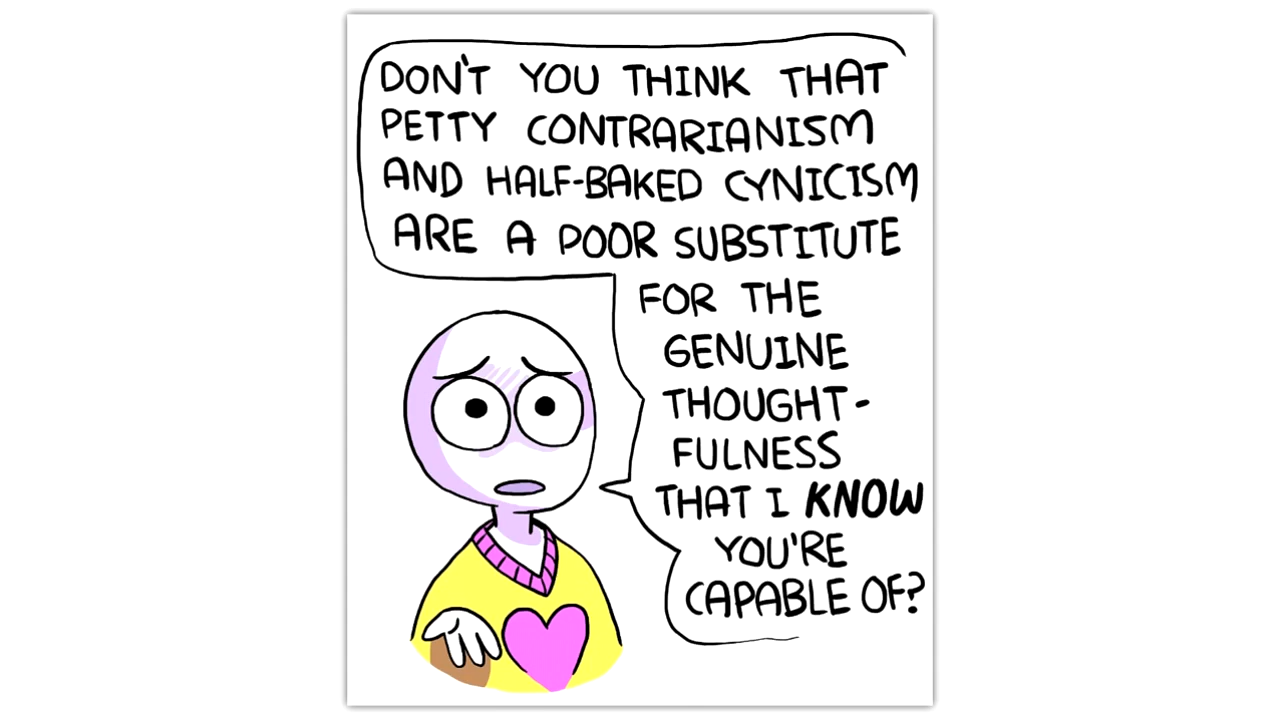 DON'T YOU THINK THAT
PETTY CONTRARIANISM
AND HALF-BAKED CYNICISM
ARE A POOR SUBSTITUTE
FOR THE
GENUINE
THOUGHT-
FULNESS
THAT I KNOW
YOU'RE
CAPABLE OF?